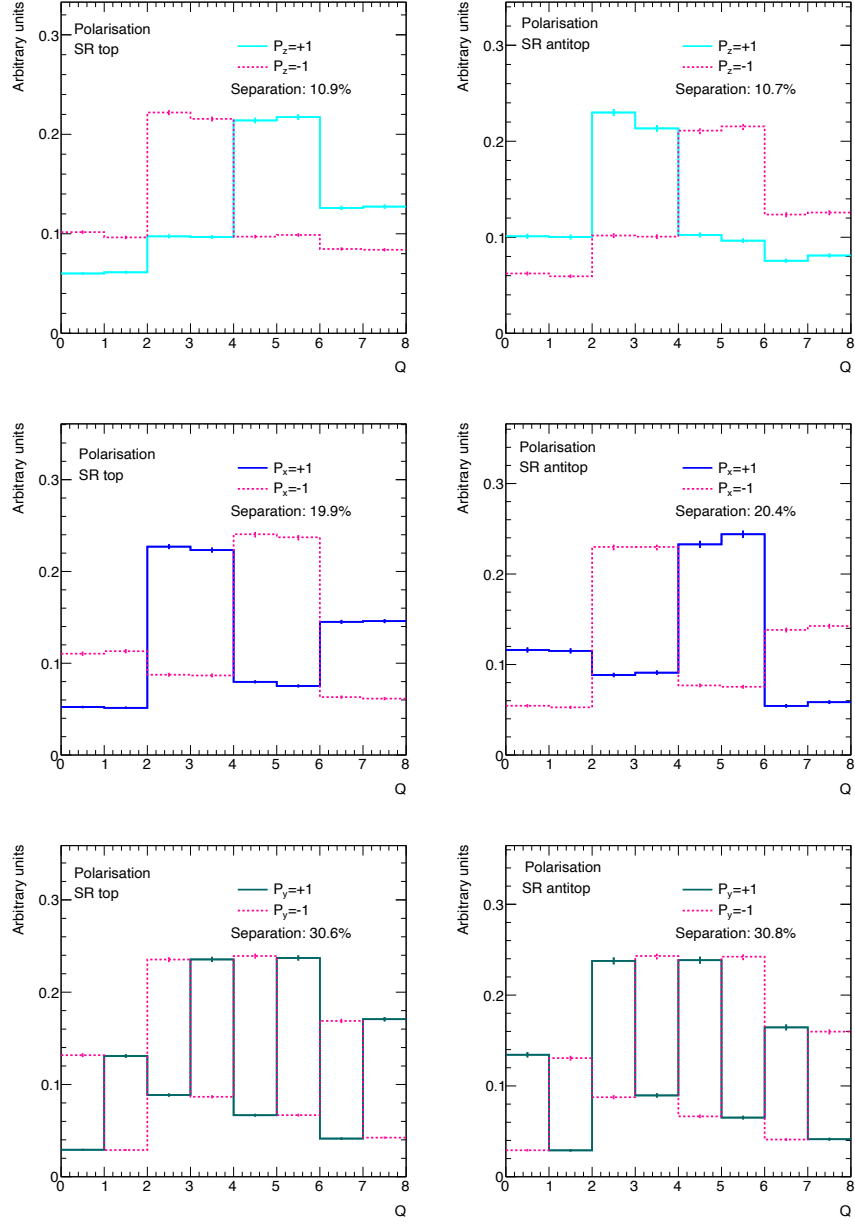 Arbitrary units
Polarisation
SR top
P_z=+1
P_z=-1
Separation: 10.9%
0.3
0.2
0.1
0
0 1 2 3 4 5 6 7 8
Q
Arbitrary units
Polarisation
SR antitop
P_z=+1
P_z=-1
Separation: 10.7%
0.3
0.2
0.1
0
0 1 2 3 4 5 6 7 8
Q
Arbitrary units
Polarisation
SR top
P_x=+1
P_x=-1
Separation: 19.9%
0.3
0.2
0.1
0
0 1 2 3 4 5 6 7 8
Q
Arbitrary units
Polarisation
SR antitop
P_x=+1
P_x=-1
Separation: 20.4%
0.3
0.2
0.1
0
0 1 2 3 4 5 6 7 8
Q
Arbitrary units
Polarisation
SR top
P_y=+1
P_y=-1
Separation: 30.6%
0.3
0.2
0.1
0
0 1 2 3 4 5 6 7 8
Q
Arbitrary units
Polarisation
SR antitop
P_y=+1
P_y=-1
Separation: 30.8%
0.3
0.2
0.1
0
0 1 2 3 4 5 6 7 8
Q